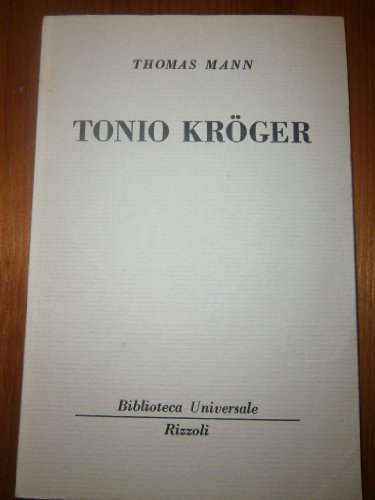 THOMAS MANN
TONIO KRÖGER
Biblioteca Universale
Rizzoli